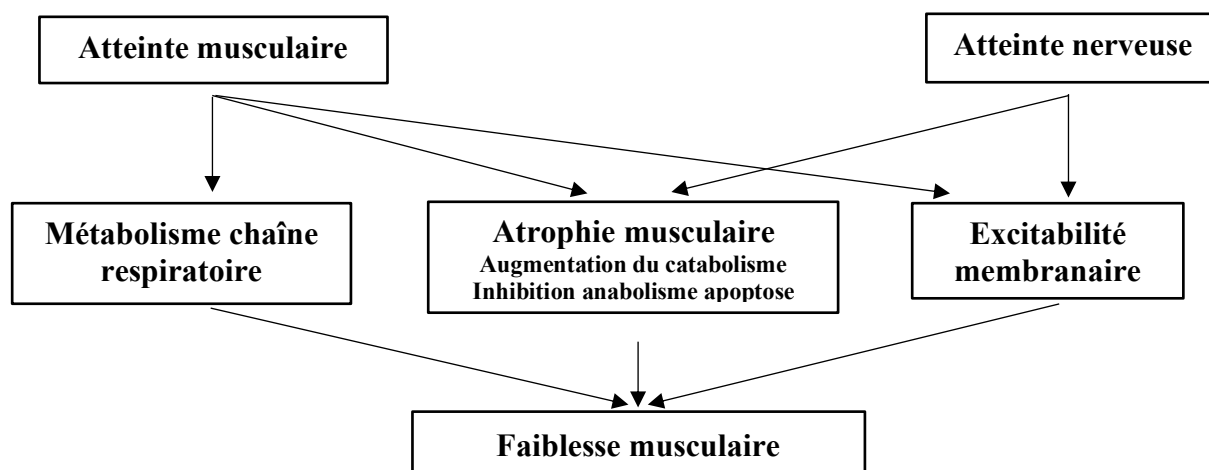 Atteinte musculaire
Atteinte nerveuse
Métabolisme chaîne
respiratoire
Atrophie musculaire
Augmentation du catabolisme
Inhibition anabolisme apoptose
Excitabilité
membranaire
Faiblesse musculaire